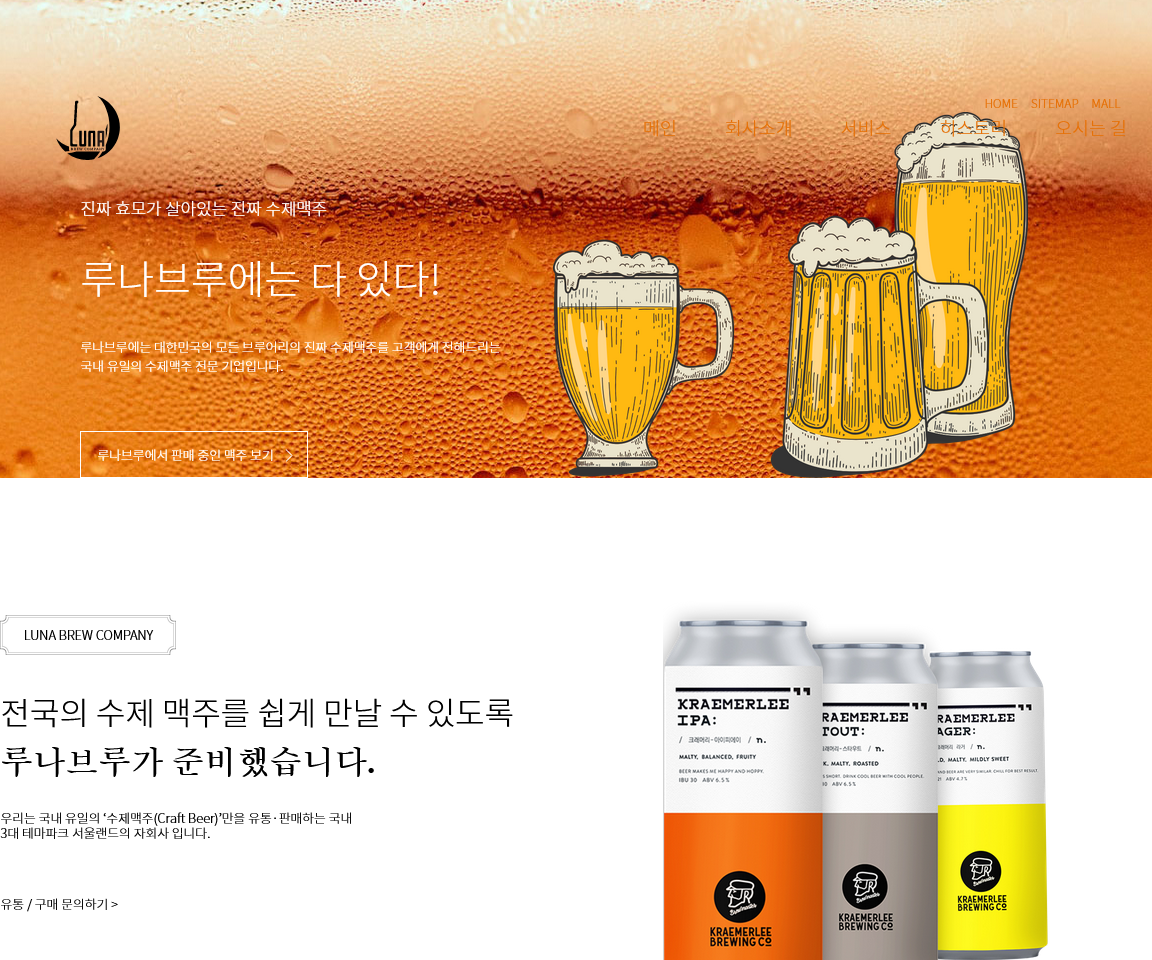 HOME SITEMAP MALL
LUNA
BREW COMPANY
메인 회사소개 서비스 히스토리 오시는 길
진짜 효모가 살아있는 진짜 수제맥주
루나브루에는 다 있다!
루나브루에는 대한민국의 모든 브루어리의 진짜 수제맥주를 고객에게 전해드리는
국내 유일의 수제맥주 전문 기업입니다.
루나브루에서 판매 중인 맥주 보기 >
LUNA BREW COMPANY
전국의 수제 맥주를 쉽게 만날 수 있도록
루나브루가 준비했습니다.
우리는 국내 유일의 ‘수제맥주(Craft Beer)’만을 유통·판매하는 국내
3대 테마파크 서울랜드의 자회사 입니다.
유통 / 구매 문의하기 >
KRAEMERLEE
IPA:
/ 크래머리-아이피에이 / n.
MALTY, BALANCED, FRUITY
BEER MAKES ME HAPPY AND HOPPY.
IBU 30 ABV 6.5%
KRAEMERLEE
BREWING CO
RAEMERLEE
TOUT:
크래머리-스타우트 / n.
K, MALTY, ROASTED
S SHORT. DRINK COOL BEER WITH COOL PEOPLE.
30 ABV 6.5%
KRAEMERLEE
BREWING CO
RAEMERLEE
AGER:
크래머리 라거 / n.
D, MALTY, MILDLY SWEET
AND BEER ARE VERY SIMILAR. CHILL FOR BEST RESULT.
21 ABV 4.7%
KRAEMERLEE
BREWING CO